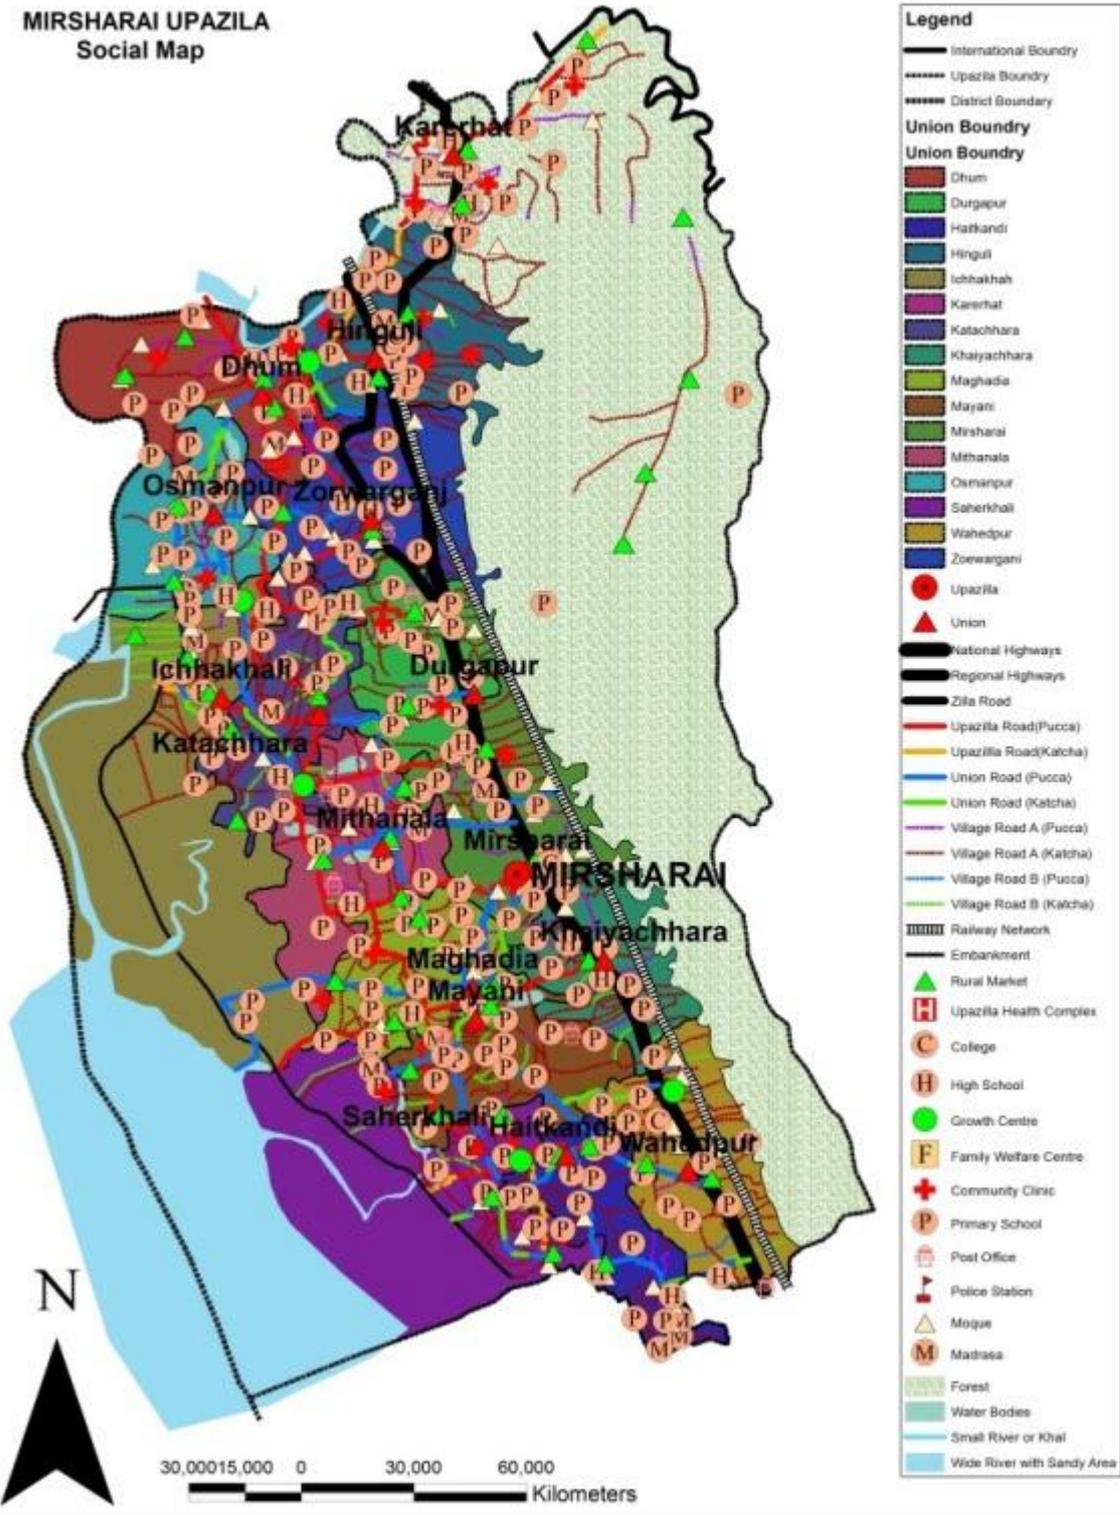 MIRSHARAI UPAZILA
Social Map
Karerhat
Hinguli
Dhum
Osmanpur
Zorwarganj
Ichhakhali
Durgapur
Katachhara
Mithanala
Mirsharai
MIRSHARAI
Khaiyachhara
Maghadia
Mayani
Saherkhali
Haitkandi
Wahedpur
N
30,00015,000 0 30,000 60,000
Kilometers
Legend
International Boundry
Upazila Boundry
District Boundary
Union Boundry
Union Boundry
Dhum
Durgapur
Haitkandi
Hinguli
Ichhakhah
Karerhat
Katachhara
Khaiyachhara
Maghadia
Mayani
Mirsharai
Mithanala
Osmanpur
Saherkhali
Wahedpur
Zoewargani
Upazilla
Union
National Highways
Regional Highways
Zilla Road
Upazilla Road(Pucca)
Upazillla Road(Katcha)
Union Road (Pucca)
Union Road (Katcha)
Village Road A (Pucca)
Village Road A (Katcha)
Village Road B (Pucca)
Village Road B (Katcha)
Railway Network
Embankment
Rural Market
H Upazilla Health Complex
C College
H High School
Growth Centre
F Family Welfare Centre
Community Clinic
P Primary School
Post Office
Police Station
Moque
M Madrasa
Forest
Water Bodies
Small River or Khal
Wide River with Sandy Area